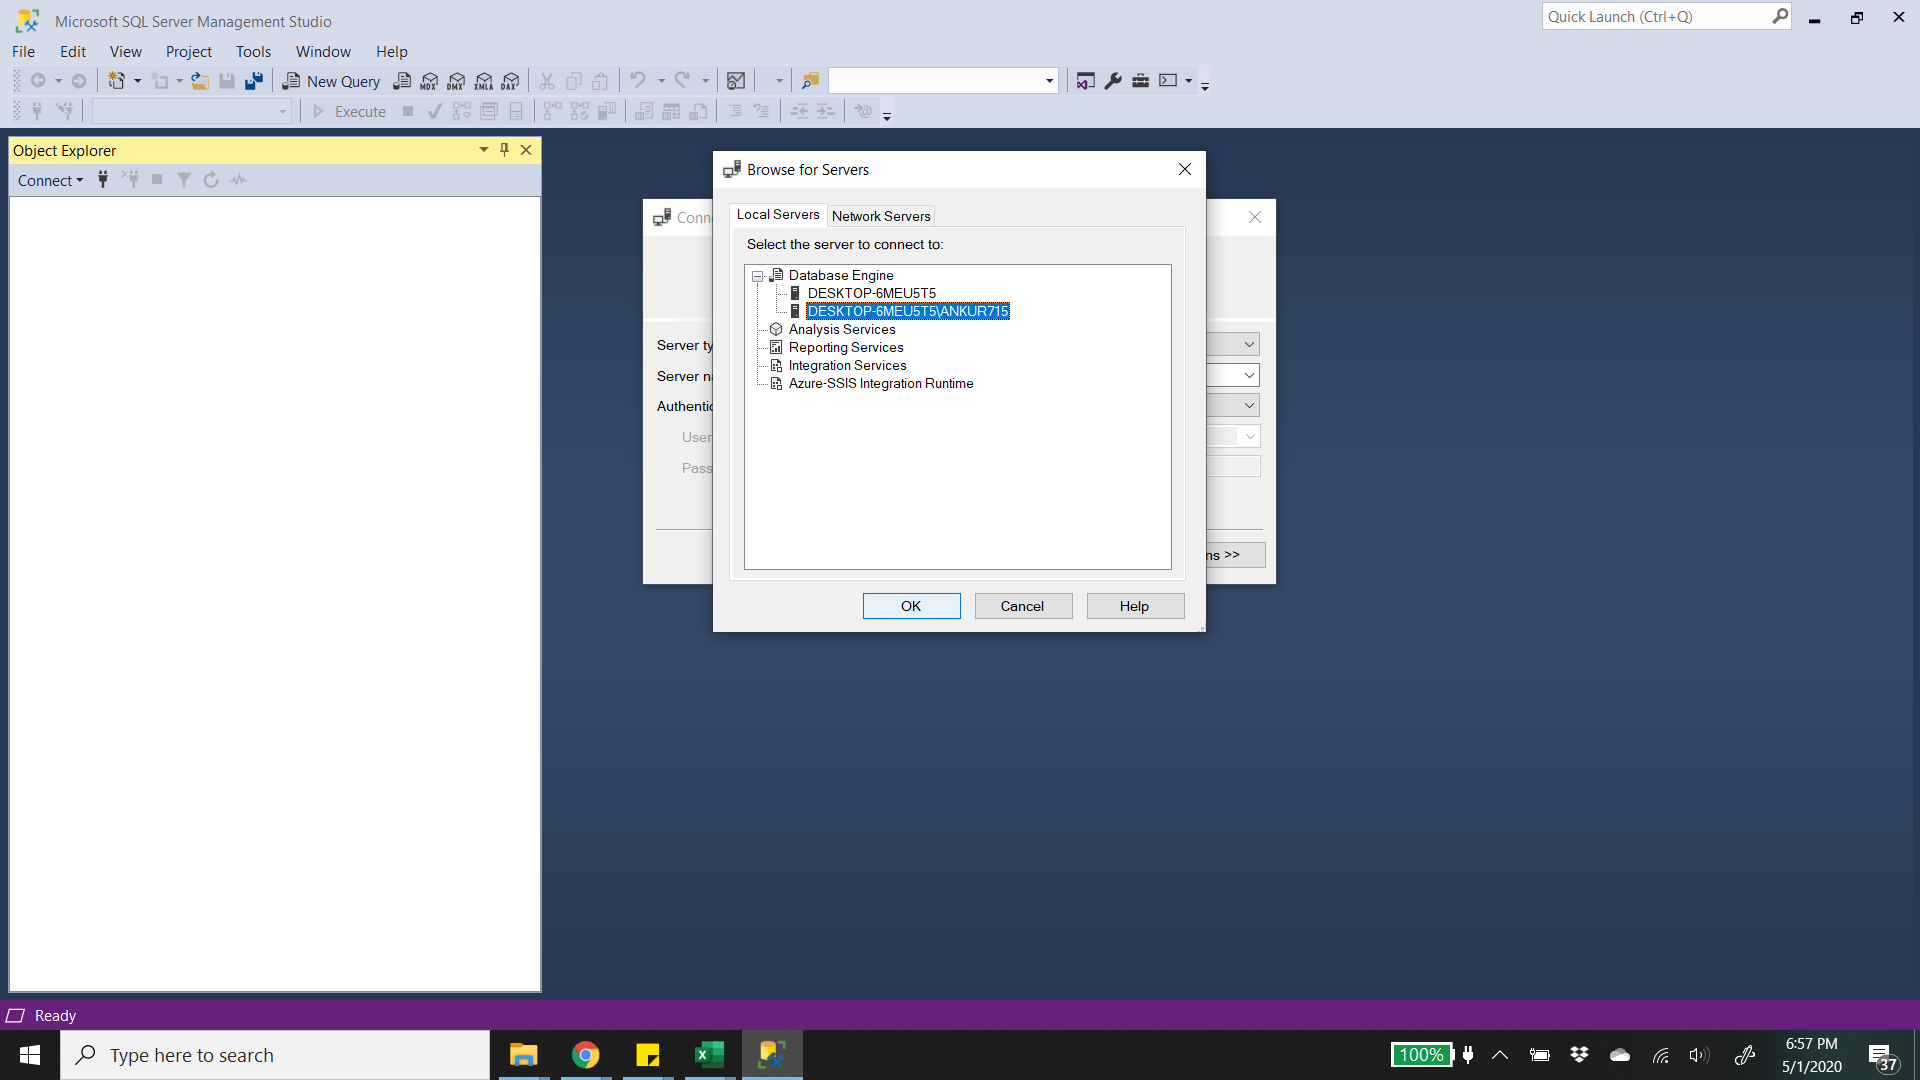 Microsoft SQL Server Management Studio
Quick Launch (Ctrl+Q)
File Edit View Project Tools Window Help
New Query MDX DMX XMLA DAX
Execute
Object Explorer
Connect
Browse for Servers
Conn
Local Servers Network Servers
Select the server to connect to:
Database Engine
DESKTOP-6MEU5T5
DESKTOP-6MEU5T5\ANKUR715
Analysis Services
Reporting Services
Integration Services
Azure-SSIS Integration Runtime
Server ty
Server na
Authentic
User
Pass
ns >>
OK Cancel Help
Ready
Type here to search
100%
6:57 PM
5/1/2020
37